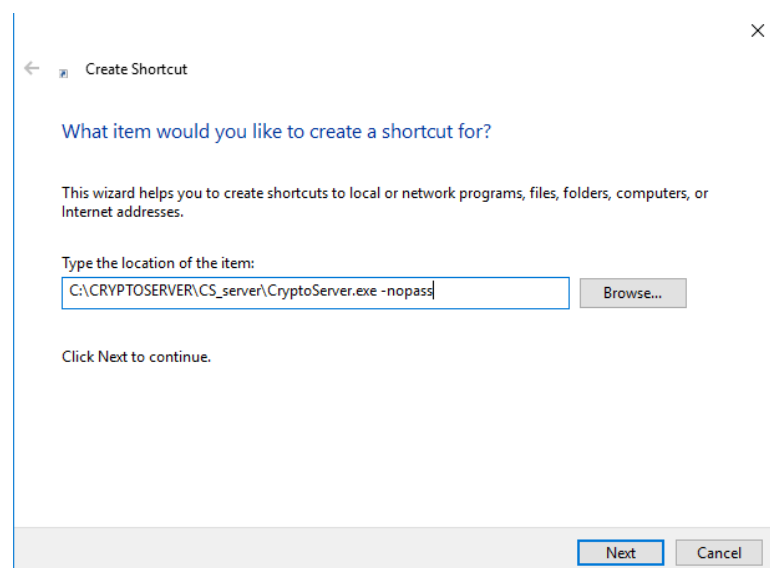 Create Shortcut
What item would you like to create a shortcut for?
This wizard helps you to create shortcuts to local or network programs, files, folders, computers, or
Internet addresses.
Type the location of the item:
C:\CRYPTOSERVER\CS_server\CryptoServer.exe -nopass
Browse...
Click Next to continue.
Next
Cancel